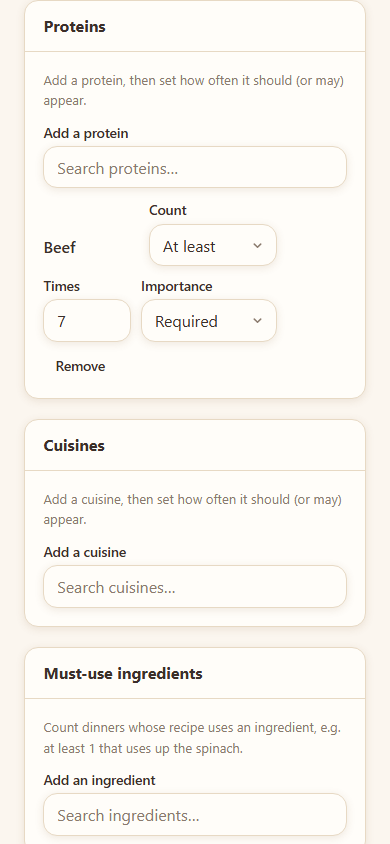 Proteins
Add a protein, then set how often it should (or may)
appear.
Add a protein
Search proteins...
Count
Beef
At least
Times
Importance
7
Required
Remove
Cuisines
Add a cuisine, then set how often it should (or may)
appear.
Add a cuisine
Search cuisines...
Must-use ingredients
Count dinners whose recipe uses an ingredient, e.g.
at least 1 that uses up the spinach.
Add an ingredient
Search ingredients...